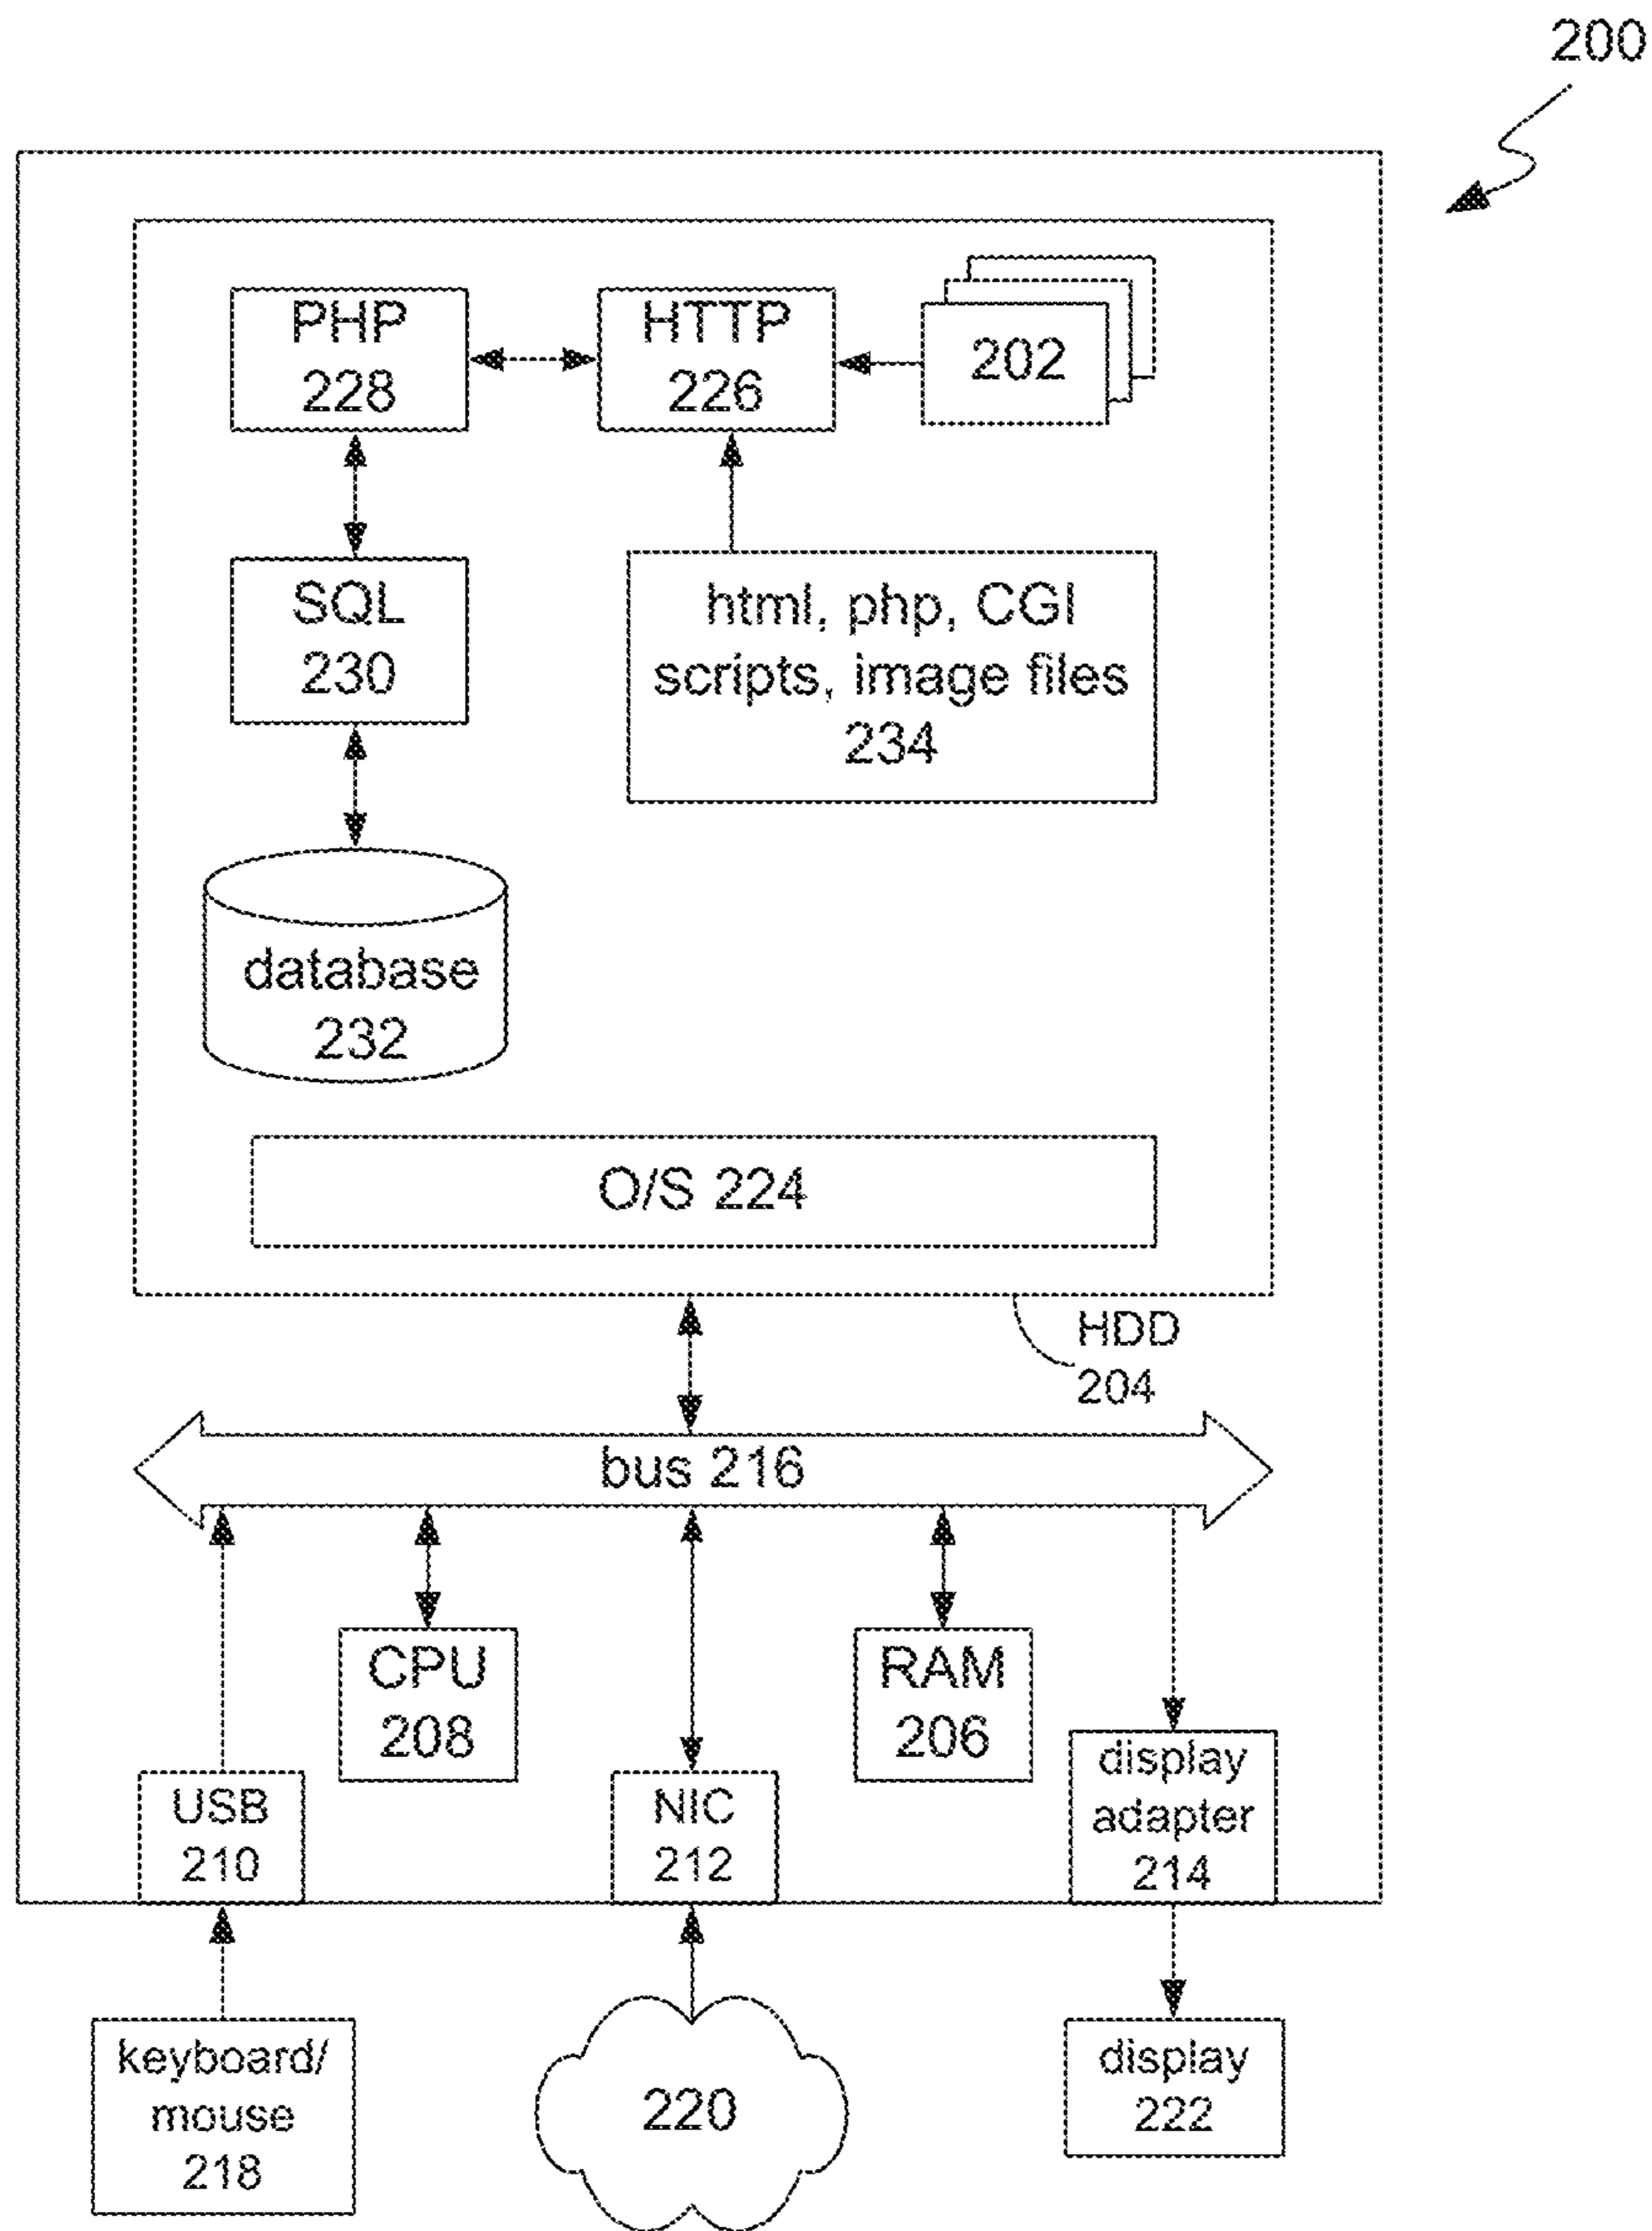 200
PHP
228
HTTP
226
202
SQL
230
html, php, CGI
scripts, image files
234
database
232
O/S 224
HDD
204
bus 216
CPU
208
RAM
206
USB
210
NIC
212
display
adapter
214
keyboard/
mouse
218
220
display
222